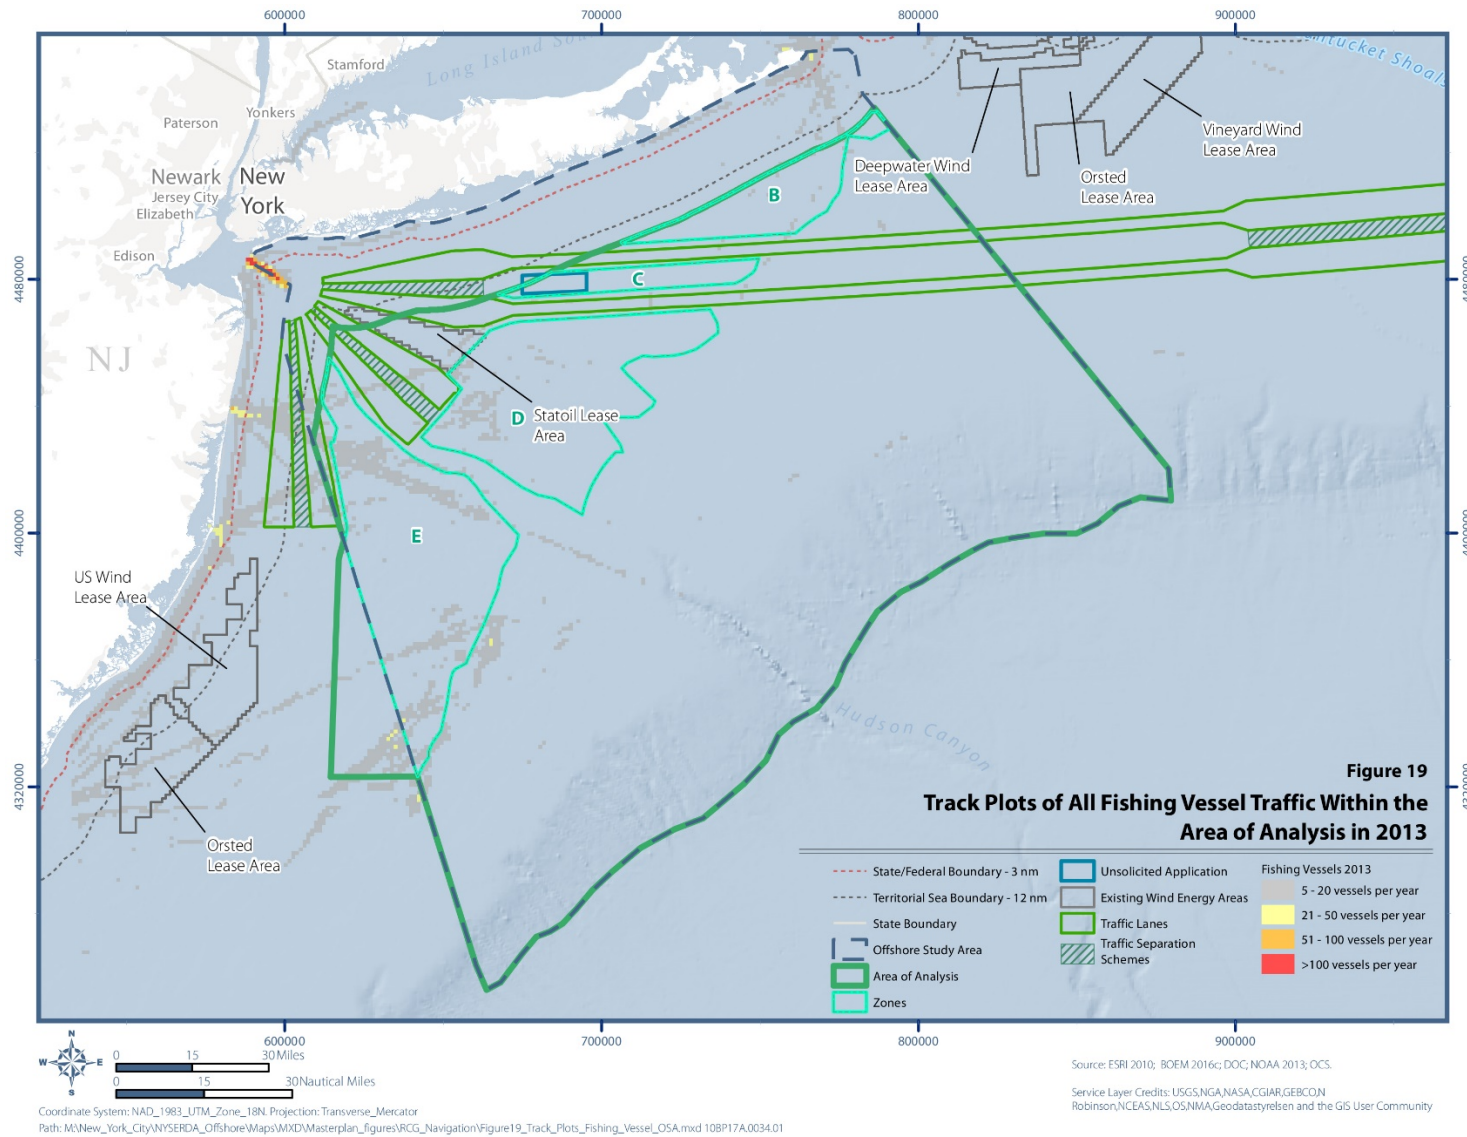 600000
700000
800000
900000
Stamford
Long Island Sou
ntucket Shoals
Yonkers
Paterson
Vineyard Wind
Lease Area
Deepwater Wind
Lease Area
Orsted
Lease Area
Newark
New
York
Jersey City
Elizabeth
B
Edison
4480000
4480000
C
NJ
D
Statoil Lease
Area
E
4400000
4400000
US Wind
Lease Area
Hudson Canyon
4320000
4320000
Orsted
Lease Area
Figure 19
Track Plots of All Fishing Vessel Traffic Within the
Area of Analysis in 2013
State/Federal Boundary - 3 nm
Territorial Sea Boundary - 12 nm
State Boundary
Offshore Study Area
Area of Analysis
Zones
Unsolicited Application
Existing Wind Energy Areas
Traffic Lanes
Traffic Separation
Schemes
Fishing Vessels 2013
5 - 20 vessels per year
21 - 50 vessels per year
51 - 100 vessels per year
>100 vessels per year
600000
700000
800000
900000
N
W
E
S
0 15 30 Miles
0 15 30 Nautical Miles
Source: ESRI 2010; BOEM 2016c; DOC; NOAA 2013; OCS.
Service Layer Credits: USGS,NGA,NASA,CGIAR,GEBCO,N
Robinson,NCEAS,NLS,OS,NMA,Geodatastyrelsen and the GIS User Community
Coordinate System: NAD_1983_UTM_Zone_18N. Projection: Transverse_Mercator
Path: M:\New_York_City\NYSERDA_Offshore\Maps\MXD\Masterplan_figures\RCG_Navigation\Figure19_Track_Plots_Fishing_Vessel_OSA.mxd 10BP17A.0034.01